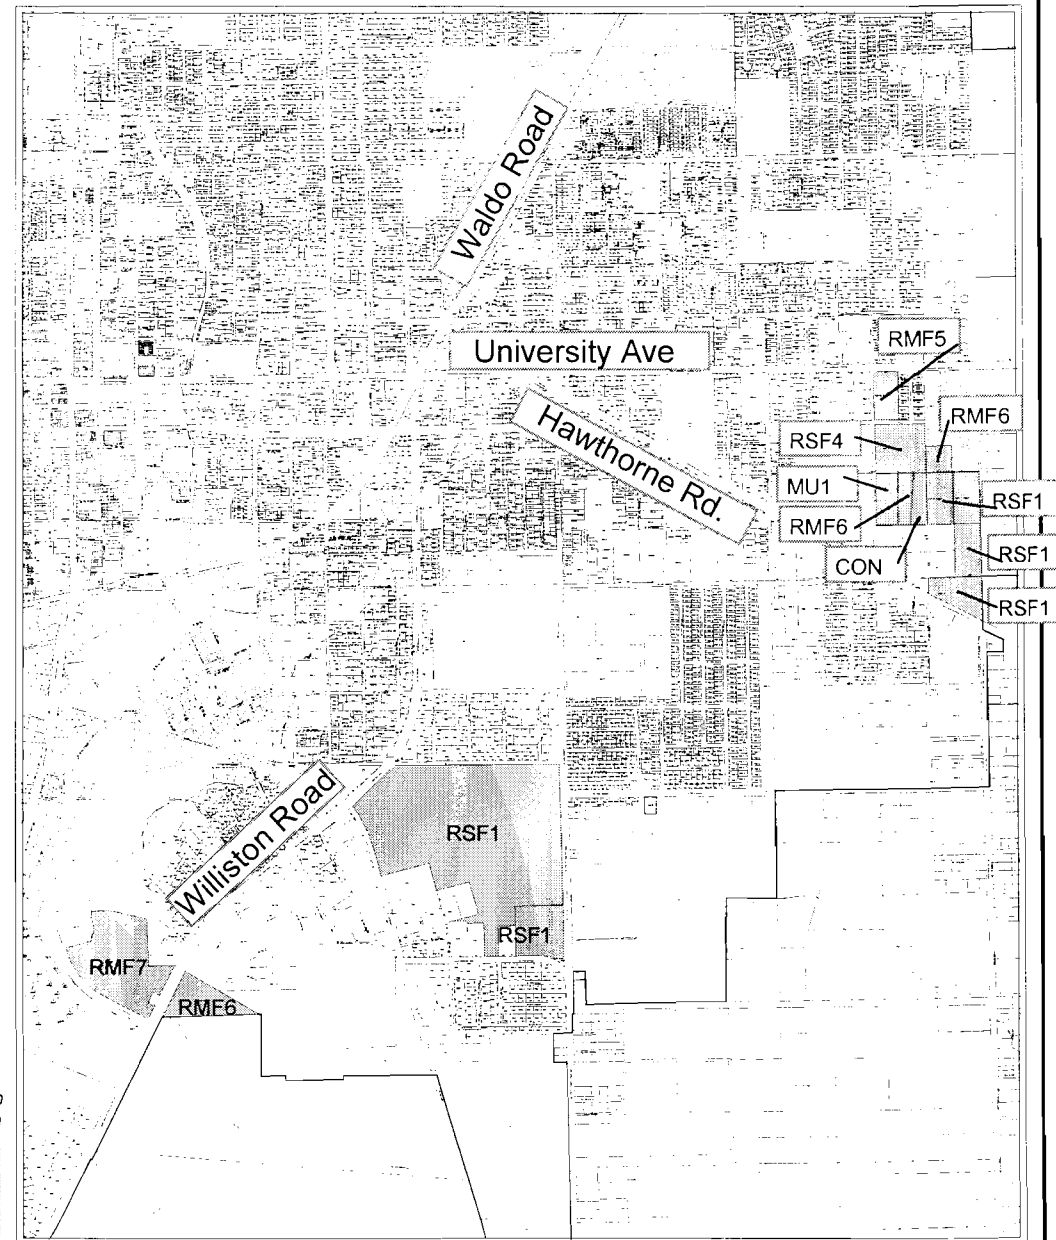 Waldo Road
University Ave
RMF5
Hawthorne Rd.
RMF6
RSF4
MU1
RSF1
RMF6
RSF1
CON
RSF1
Williston Road
RSF1
RSF1
RMF7
RMF6